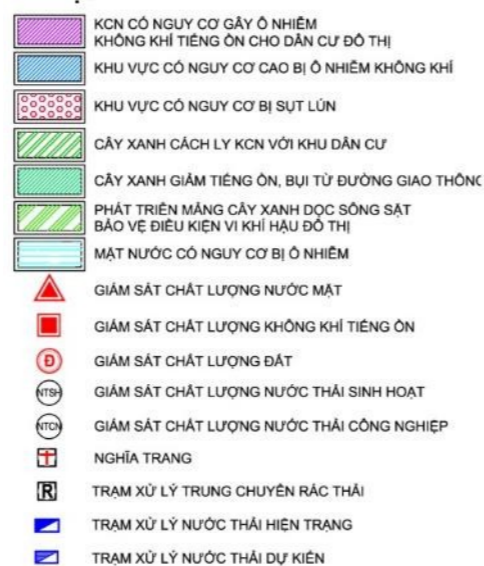 KCN CÓ NGUY CƠ GÂY Ô NHIỄM
KHÔNG KHÍ TIẾNG ỒN CHO DÂN CƯ ĐÔ THỊ
KHU VỰC CÓ NGUY CƠ CAO BỊ Ô NHIỄM KHÔNG KHÍ
KHU VỰC CÓ NGUY CƠ BỊ SỤT LÚN
CÂY XANH CÁCH LY KCN VỚI KHU DÂN CƯ
CÂY XANH GIẢM TIẾNG ỒN, BỤI TỪ ĐƯỜNG GIAO THÔNG
PHÁT TRIỂN MẢNG CÂY XANH DỌC SÔNG SẶT
BẢO VỆ ĐIỀU KIỆN VI KHÍ HẬU ĐÔ THỊ
MẶT NƯỚC CÓ NGUY CƠ BỊ Ô NHIỄM
GIÁM SÁT CHẤT LƯỢNG NƯỚC MẶT
GIÁM SÁT CHẤT LƯỢNG KHÔNG KHÍ TIẾNG ỒN
Đ GIÁM SÁT CHẤT LƯỢNG ĐẤT
NTSH GIÁM SÁT CHẤT LƯỢNG NƯỚC THẢI SINH HOẠT
NTCN GIÁM SÁT CHẤT LƯỢNG NƯỚC THẢI CÔNG NGHIỆP
NGHĨA TRANG
R TRẠM XỬ LÝ TRUNG CHUYỂN RÁC THẢI
TRẠM XỬ LÝ NƯỚC THẢI HIỆN TRẠNG
TRẠM XỬ LÝ NƯỚC THẢI DỰ KIẾN